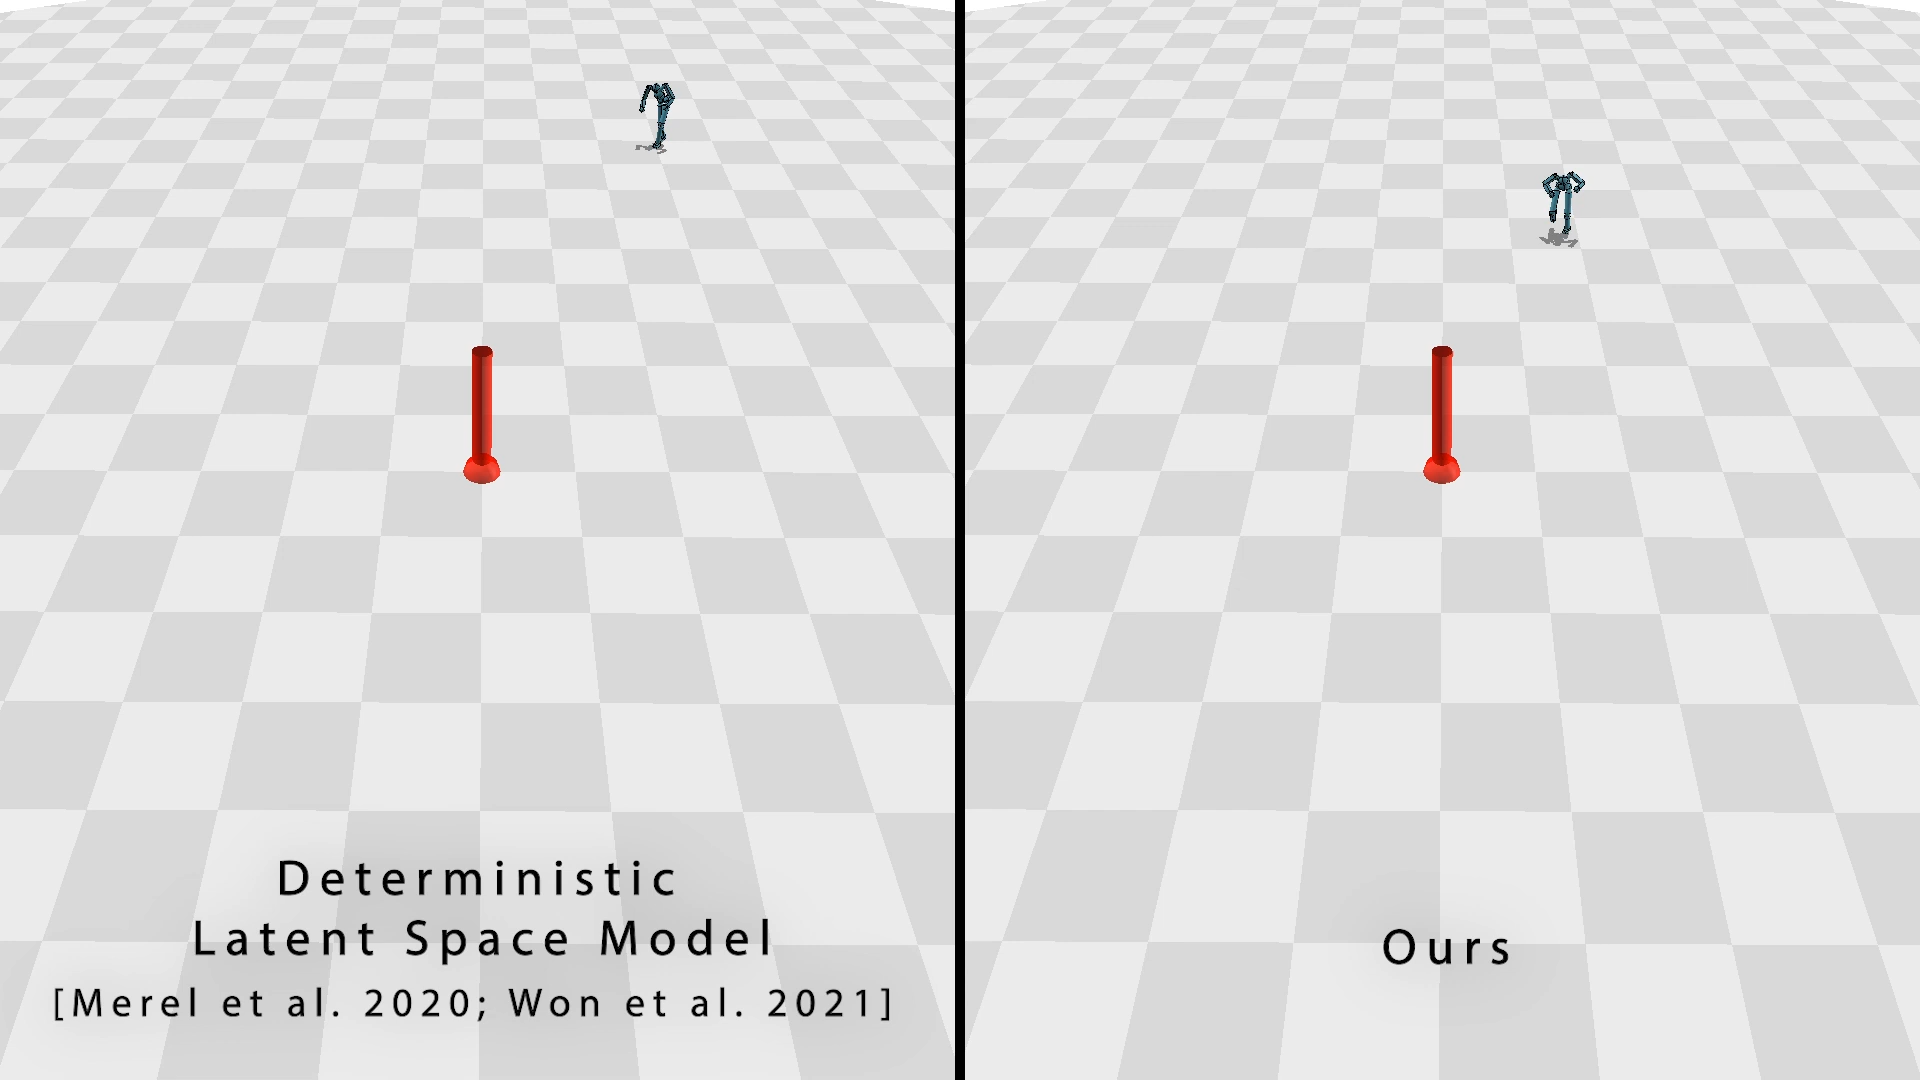 Deterministic
Latent Space Model
[Merel et al. 2020; Won et al. 2021]
Ours